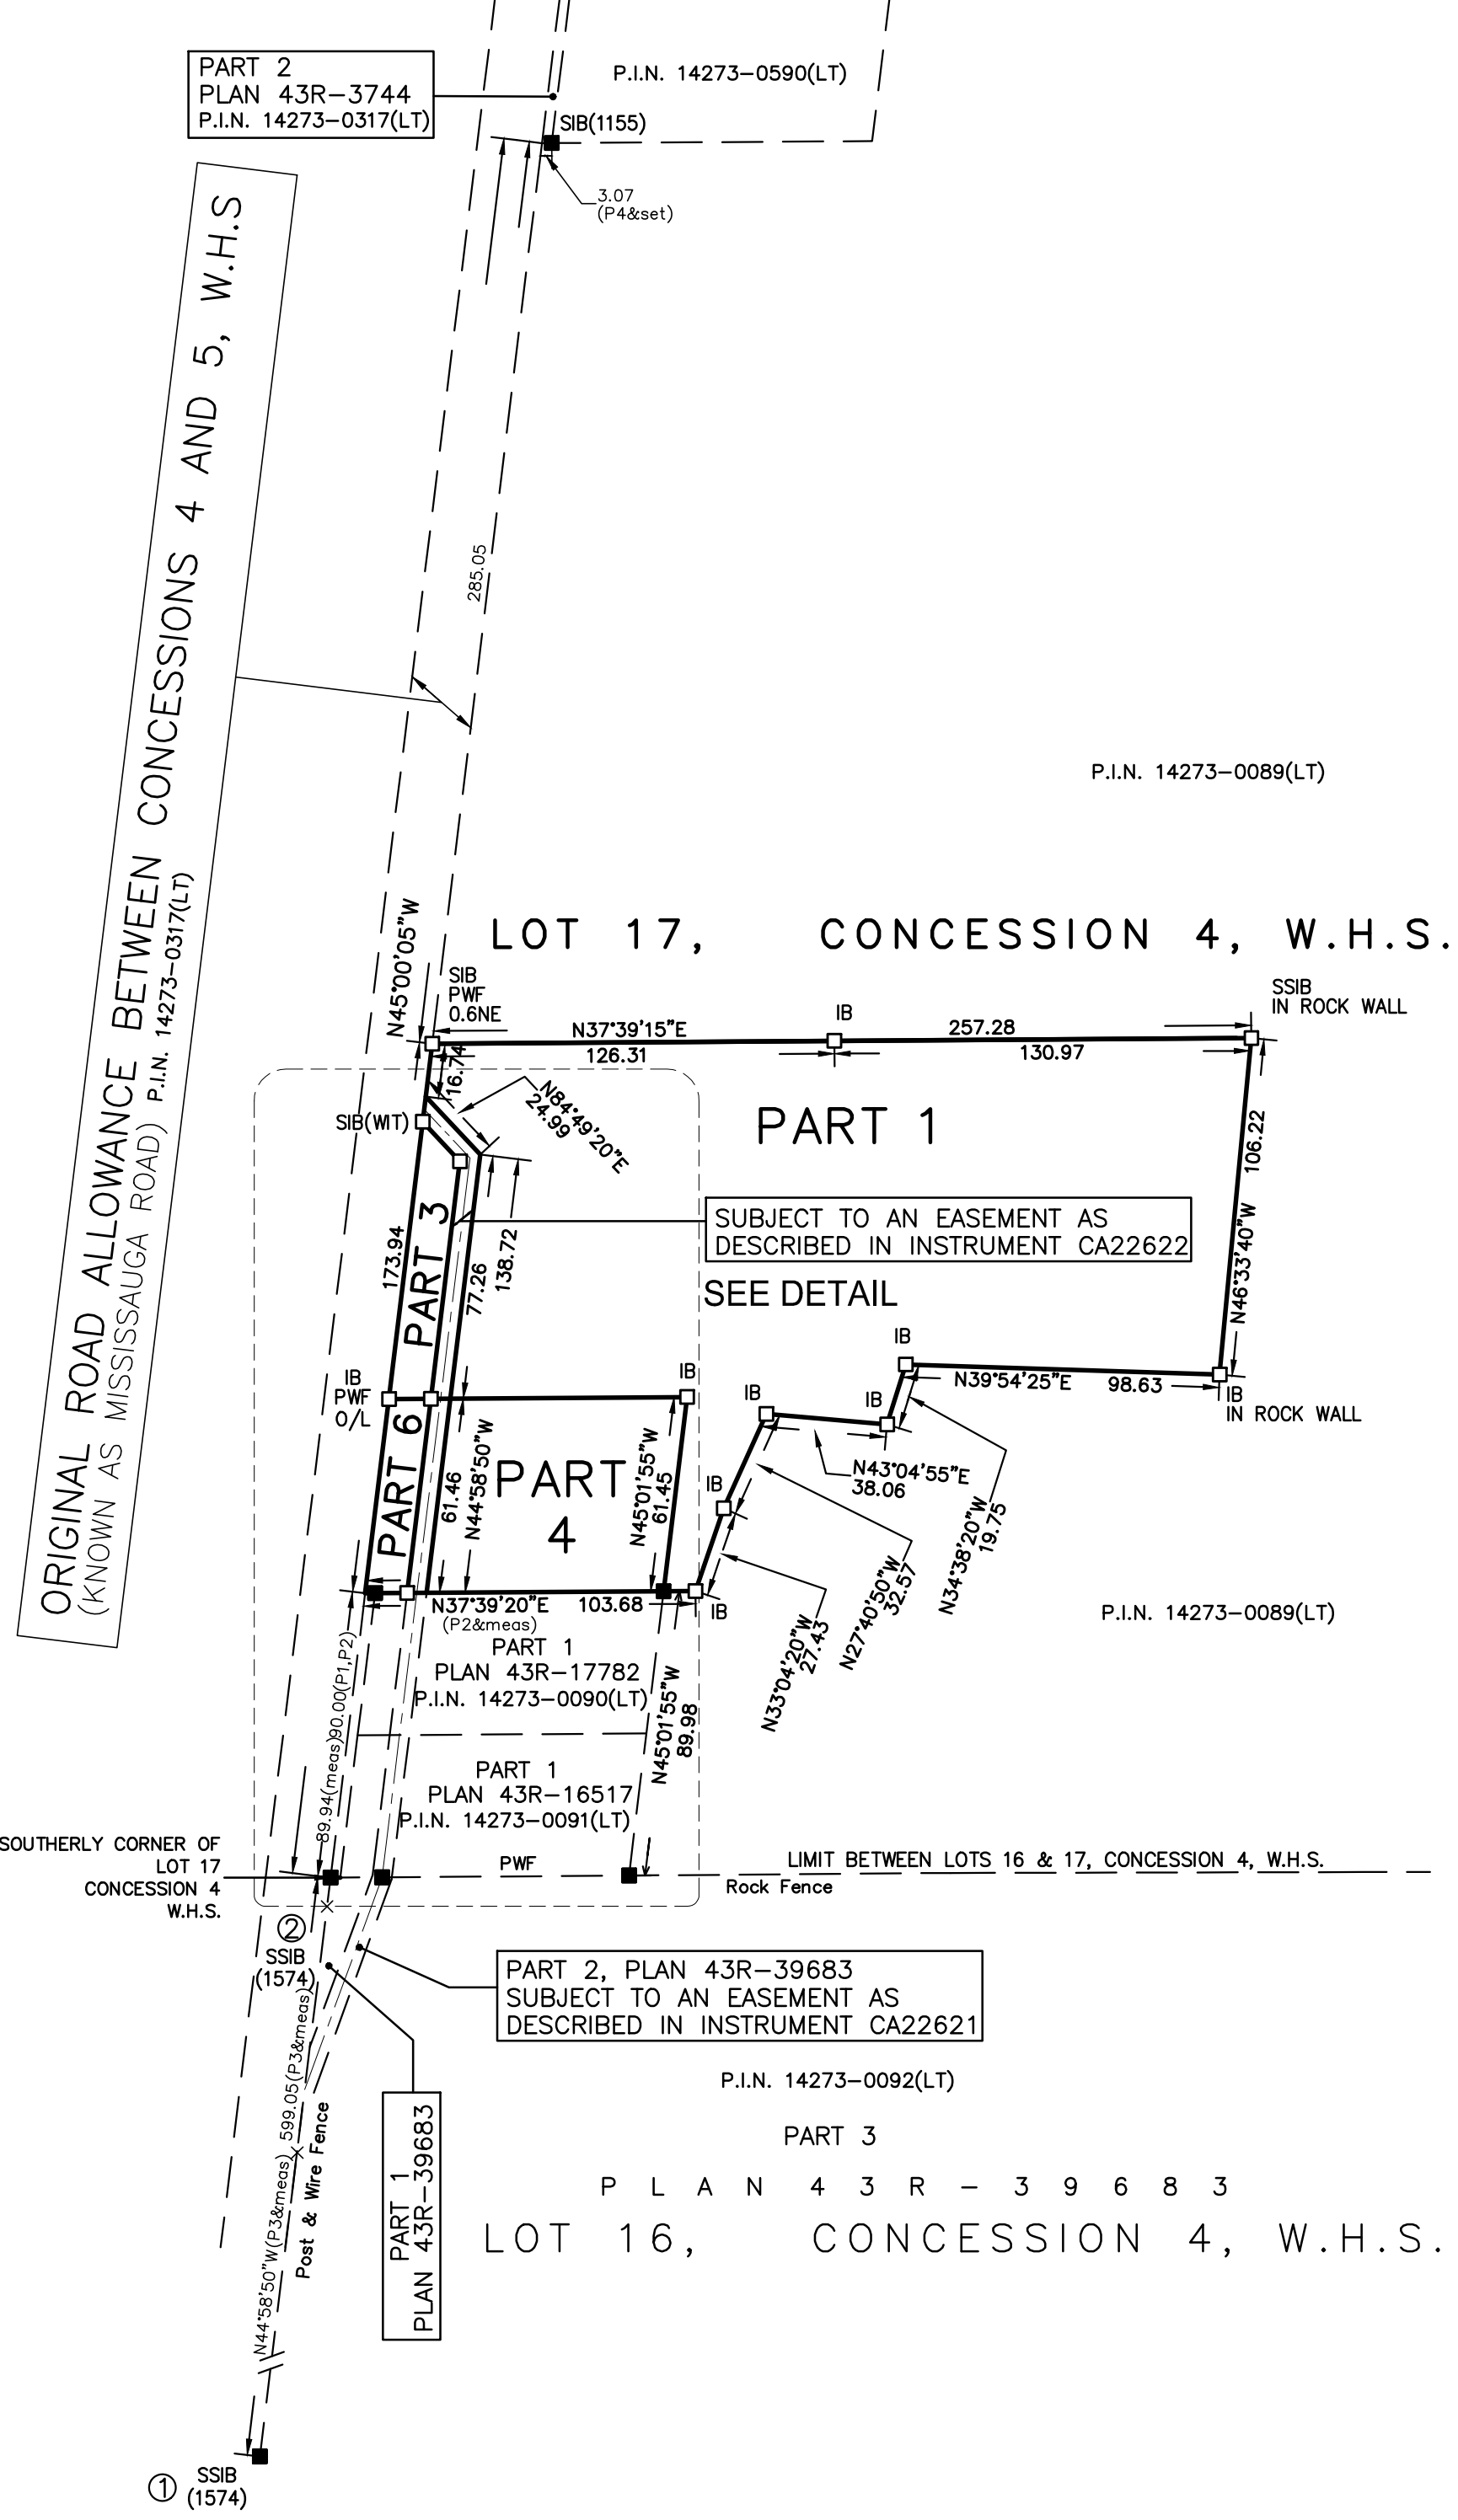 PART 2
PLAN 43R-3744
P.I.N. 14273-0317(LT)
P.I.N. 14273-0590(LT)
SIB(1155)
3.07
(P4&set)
ORIGINAL ROAD ALLOWANCE BETWEEN CONCESSIONS 4 AND 5, W.H.S
(KNOWN AS MISSISSAUGA ROAD) P.I.N. 14273-0317(LT)
285.05
P.I.N. 14273-0089(LT)
LOT 17, CONCESSION 4, W.H.S.
N45°00'05"W
SIB
PWF
0.6NE
IB
SSIB
IN ROCK WALL
N37°39'15"E
257.28
126.31
130.97
16.74
N84°49'20"E
24.99
SIB(WIT)
PART 1
106.22
N46°33'40"W
SUBJECT TO AN EASEMENT AS
DESCRIBED IN INSTRUMENT CA22622
SEE DETAIL
173.94
PART 3
77.26
138.72
IB
PWF
O/L
IB
IB
IB
IB
N39°54'25"E
98.63
IB
IN ROCK WALL
PART 6
61.46
N44°58'50"W
PART
4
N45°01'55"W
61.45
IB
N43°04'55"E
38.06
N34°38'20"W
19.75
N27°40'50"W
32.57
N33°04'20"W
27.43
IB
N37°39'20"E
103.68
(P2&meas)
P.I.N. 14273-0089(LT)
PART 1
PLAN 43R-17782
P.I.N. 14273-0090(LT)
89.94(meas)90.00(P1,P2)
N45°01'55"W
89.98
PART 1
PLAN 43R-16517
P.I.N. 14273-0091(LT)
SOUTHERLY CORNER OF
LOT 17
CONCESSION 4
W.H.S.
PWF
LIMIT BETWEEN LOTS 16 & 17, CONCESSION 4, W.H.S.
Rock Fence
2
SSIB
(1574)
PART 2, PLAN 43R-39683
SUBJECT TO AN EASEMENT AS
DESCRIBED IN INSTRUMENT CA22621
P.I.N. 14273-0092(LT)
N44°58'50"W(P3&meas) 599.05(P3&meas)
Post & Wire Fence
PART 1
PLAN 43R-39683
PART 3
PLAN 43R-39683
LOT 16, CONCESSION 4, W.H.S.
1
SSIB
(1574)